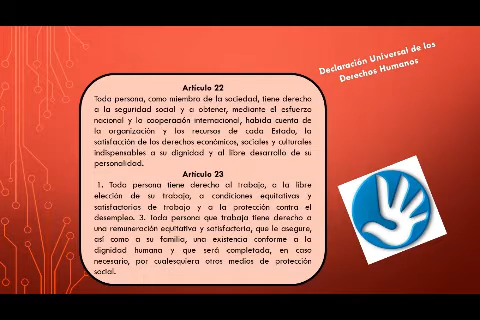 Declaración Universal de los
Derechos Humanos
Artículo 22
Toda persona, como miembro de la sociedad, tiene derecho
a la seguridad social y a obtener, mediante el esfuerzo
nacional y la cooperación internacional, habida cuenta de
la organización y los recursos de cada Estado, la
satisfacción de los derechos económicos, sociales y culturales
indispensables a su dignidad y al libre desarrollo de su
personalidad.
Artículo 23
1. Toda persona tiene derecho al trabajo, a la libre
elección de su trabajo, a condiciones equitativas y
satisfactorias de trabajo y a la protección contra el
desempleo. 3. Toda persona que trabaja tiene derecho a
una remuneración equitativa y satisfactoria, que le asegure,
así como a su familia, una existencia conforme a la
dignidad humana y que será completada, en caso
necesario, por cualesquiera otros medios de protección
social.